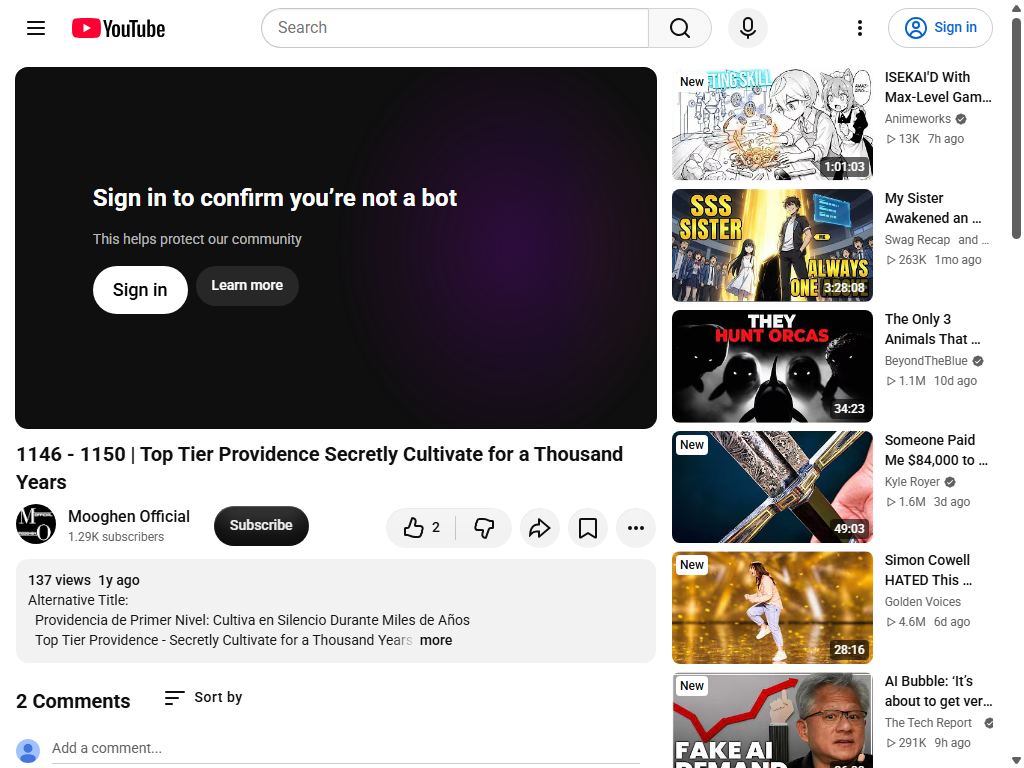 YouTube
Search
Sign in
Sign in to confirm you're not a bot
This helps protect our community
Sign in
Learn more
1146 - 1150 | Top Tier Providence Secretly Cultivate for a Thousand
Years
Mooghen Official
1.29K subscribers
Subscribe
2
137 views 1y ago
Alternative Title:
Providencia de Primer Nivel: Cultiva en Silencio Durante Miles de Años
Top Tier Providence - Secretly Cultivate for a Thousand Years more
2 Comments
Sort by
Add a comment...
New
TING SKILL
1:01:03
ISEKAI'D With
Max-Level Gam...
Animeworks
13K 7h ago
SSS
SISTER
ME
ALWAYS
ONE ABOVE
3:28:08
My Sister
Awakened an ...
Swag Recap and ...
263K 1mo ago
THEY
HUNT ORCAS
34:23
The Only 3
Animals That ...
BeyondTheBlue
1.1M 10d ago
New
49:03
Someone Paid
Me $84,000 to ...
Kyle Royer
1.6M 3d ago
New
28:16
Simon Cowell
HATED This ...
Golden Voices
4.6M 6d ago
New
FAKE AI
DEMAND
AI Bubble: 'It's
about to get ver...
The Tech Report
291K 9h ago